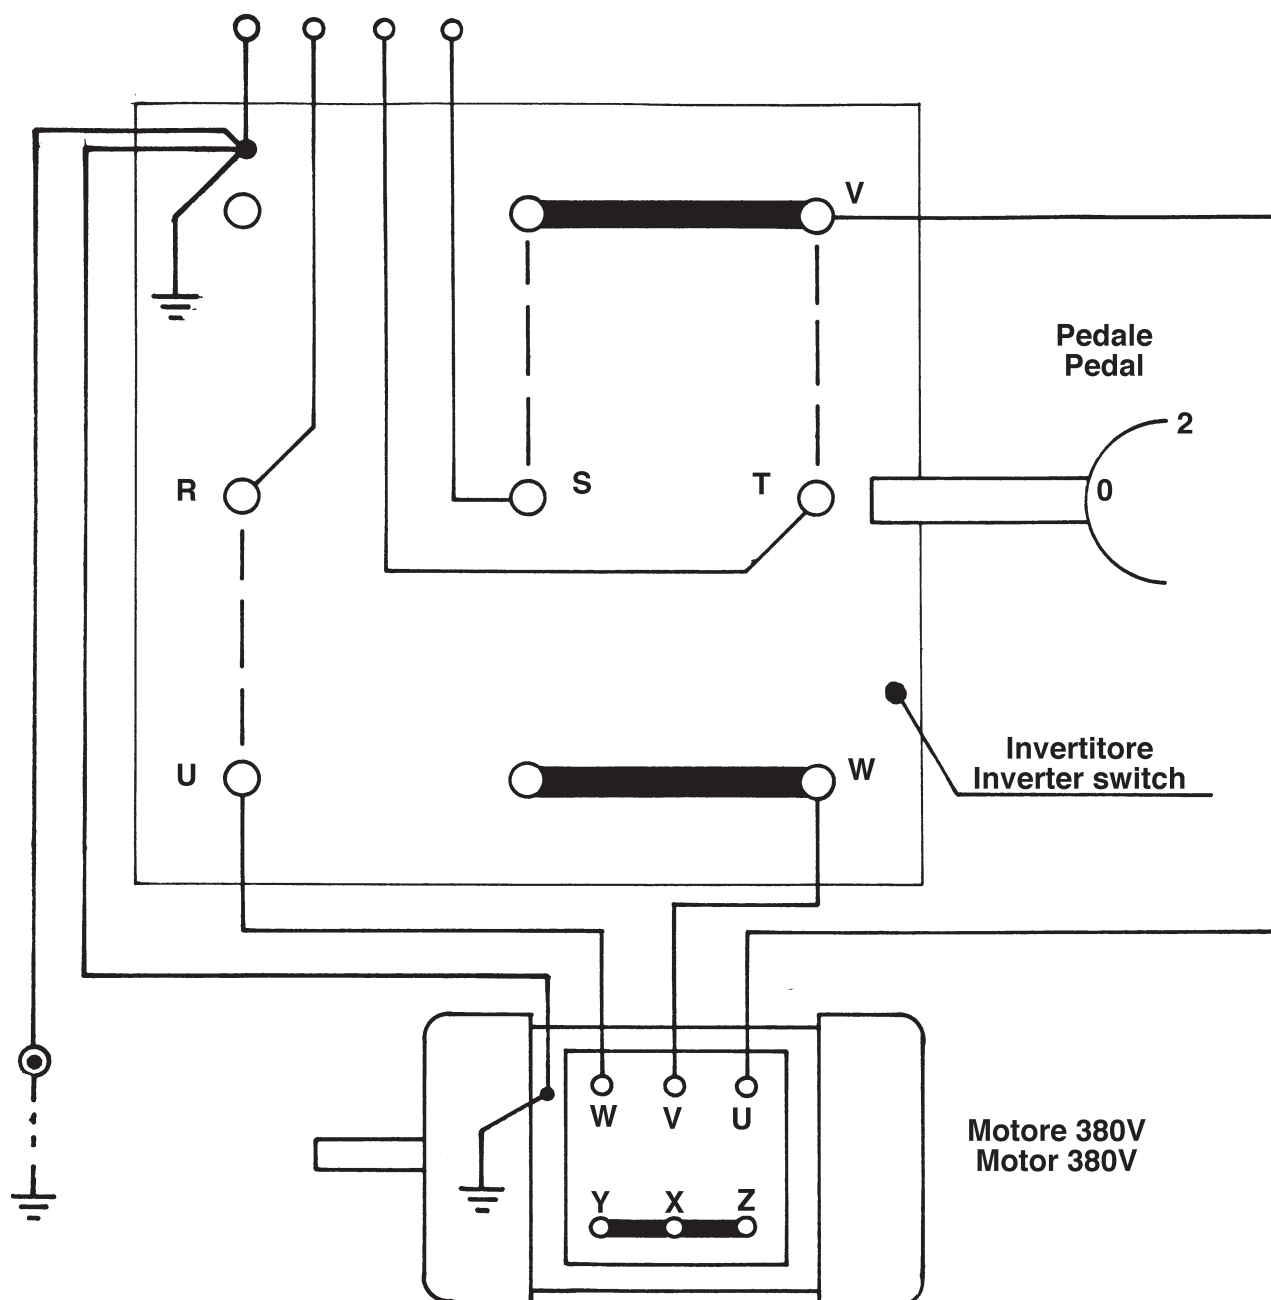 V
Pedale
Pedal
2
0
R
S
T
U
W
Invertitore
Inverter switch
W
V
U
Motore 380V
Motor 380V
Y
X
Z